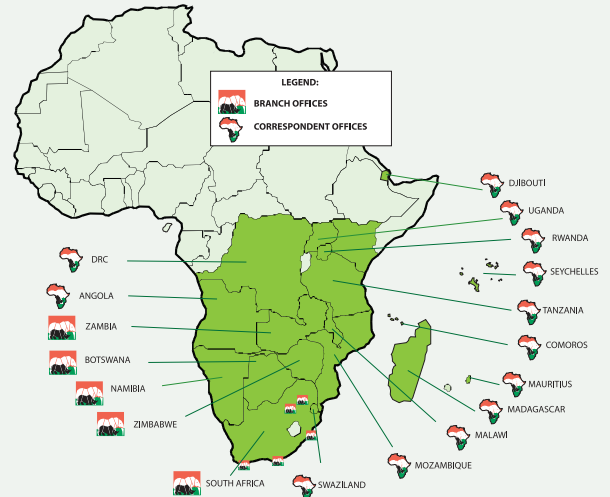 LEGEND:
BRANCH OFFICES
CORRESPONDENT OFFICES
DJIBOUTİ
UGANDA
RWANDA
SEYCHELLES
TANZANIA
COMOROS
MAURITIUS
MADAGASCAR
MALAWİ
MOZAMBIQUE
SWAZILAND
SOUTH AFRICA
ZIMBABWE
NAMIBIA
BOTSWANA
ZAMBIA
ANGOLA
DRC